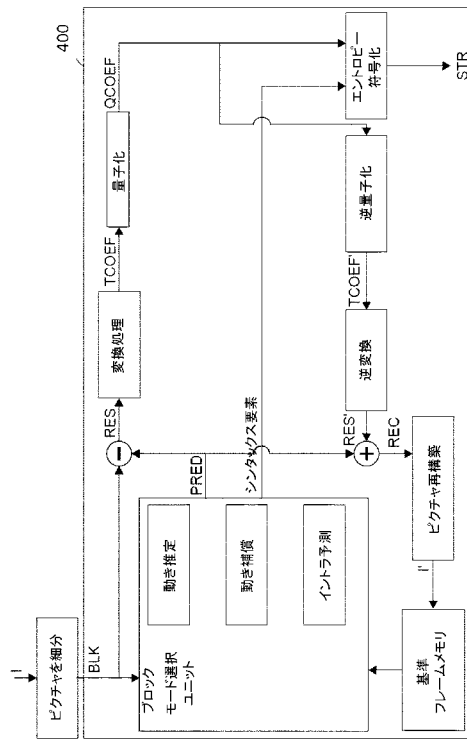 400
I
ピクチャを細分
BLK
RES
変換処理
TCOEF
量子化
QCOEF
PRED
シンタックス要素
エントロピー
符号化
STR
ブロック
モード選択
ユニット
動き推定
動き補償
イントラ予測
RES'
逆変換
TCOEF'
逆量子化
REC
ピクチャ再構築
I'
基準
フレームメモリ